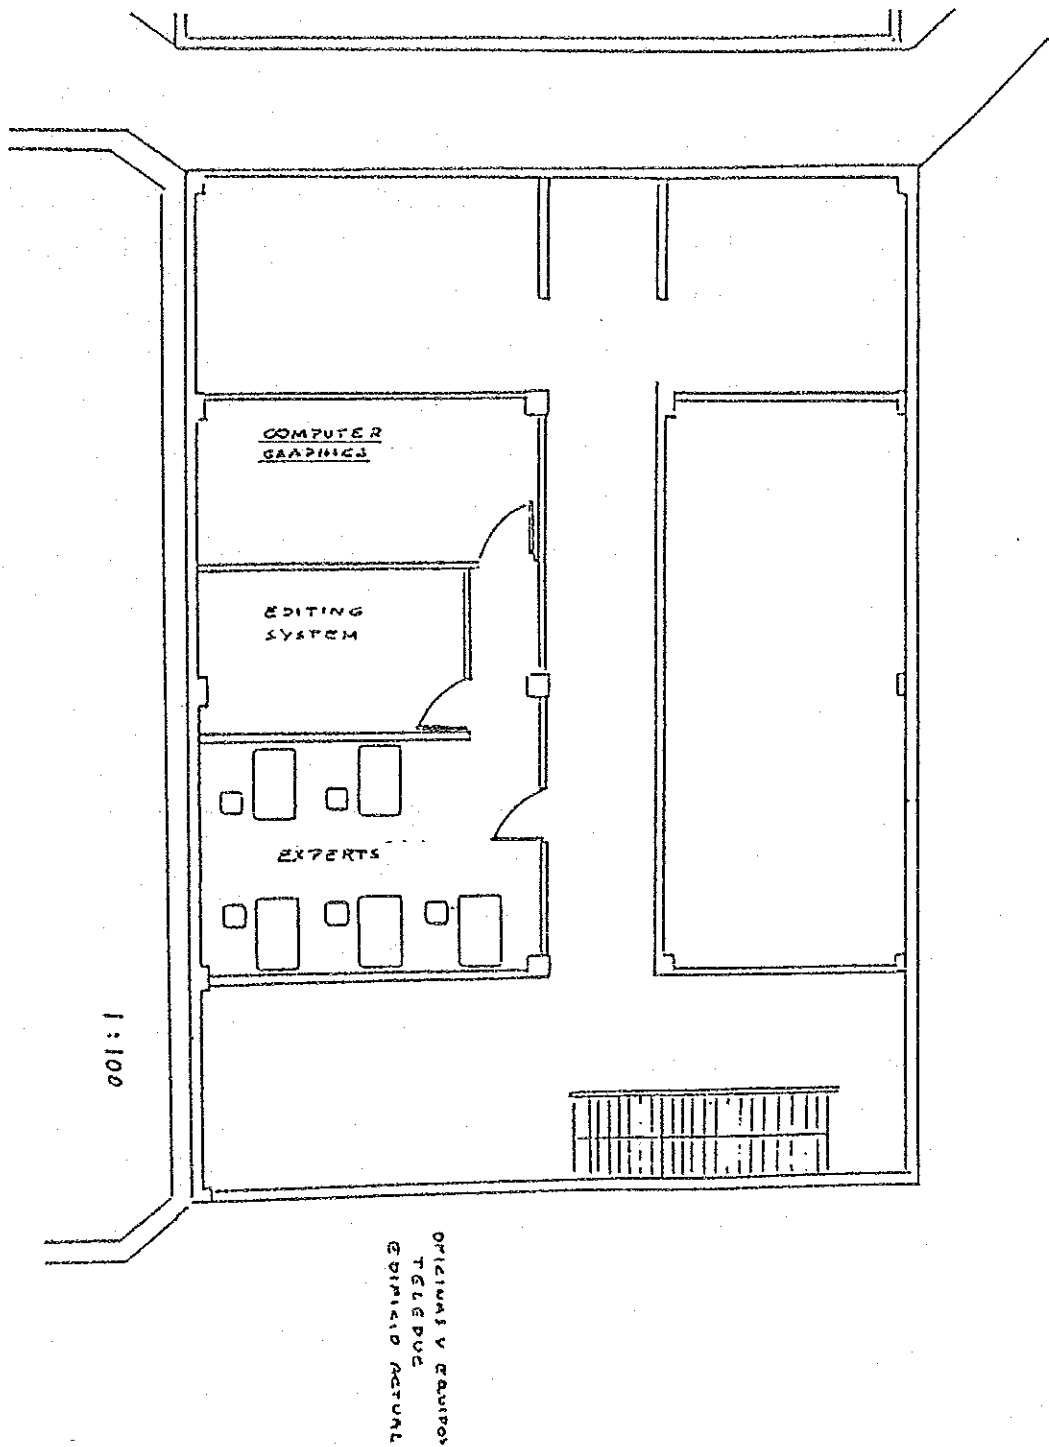 COMPUTER
GRAPHICS
EDITING
SYSTEM
EXPERTS
1:100
OFICINAS Y EQUIPOS
TELEDUC
EDIFICIO ACTUAL